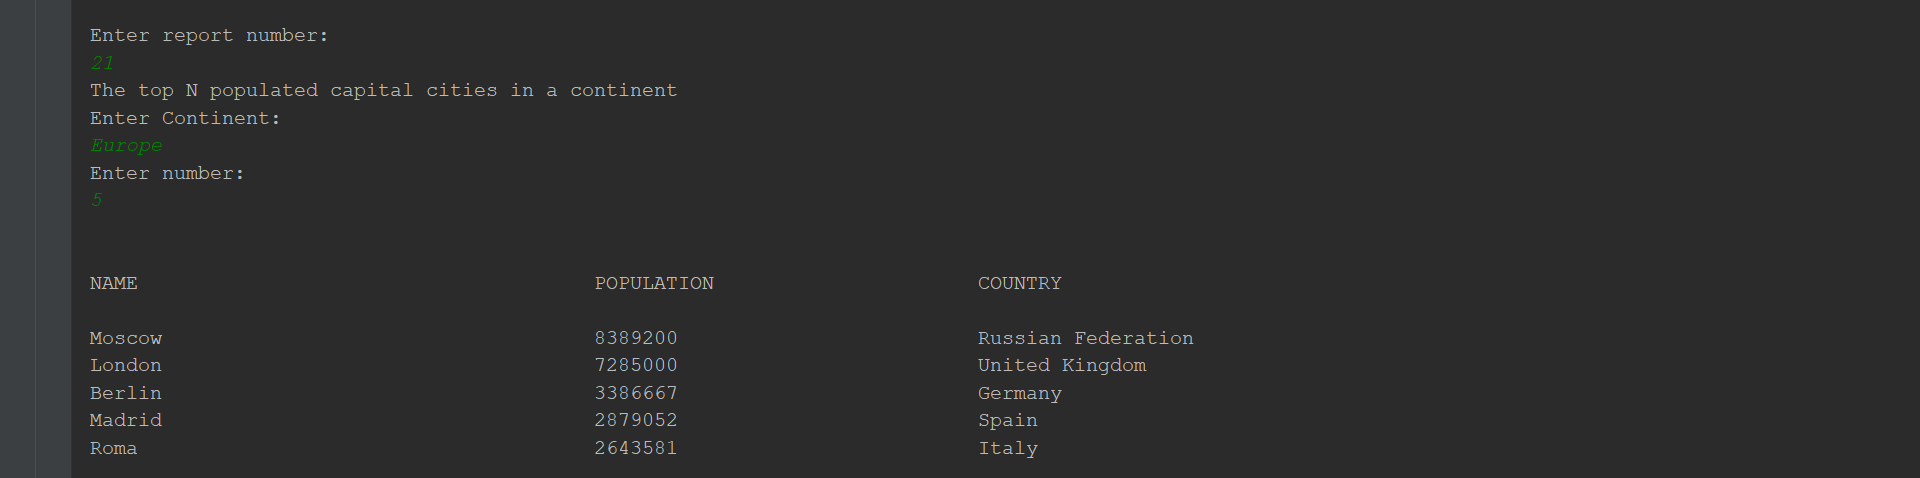 Enter report number:
21
The top N populated capital cities in a continent
Enter Continent:
Europe
Enter number:
5
NAME POPULATION COUNTRY
Moscow 8389200 Russian Federation
London 7285000 United Kingdom
Berlin 3386667 Germany
Madrid 2879052 Spain
Roma 2643581 Italy